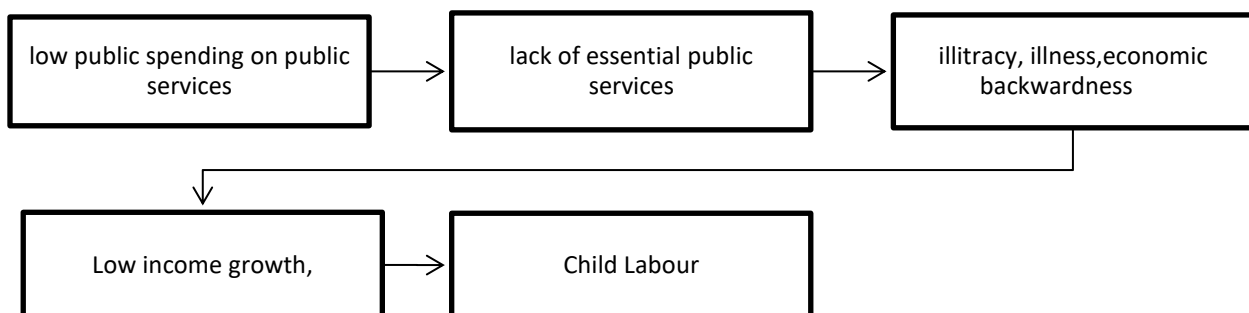 low public spending on public
services
lack of essential public
services
illitracy, illness,economic
backwardness
Low income growth,
Child Labour